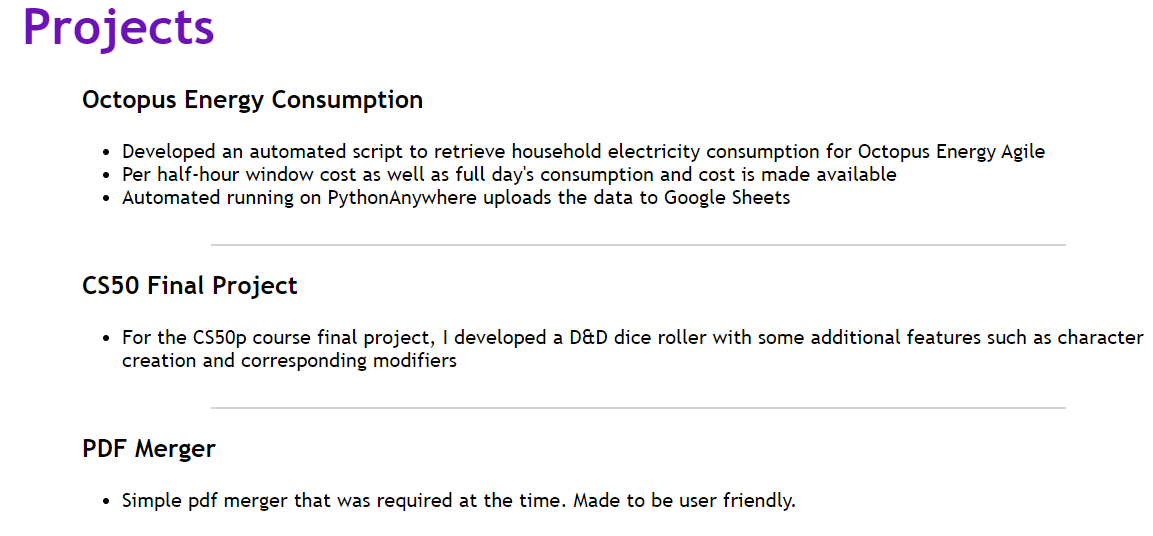 Projects
Octopus Energy Consumption
• Developed an automated script to retrieve household electricity consumption for Octopus Energy Agile
• Per half-hour window cost as well as full day's consumption and cost is made available
• Automated running on PythonAnywhere uploads the data to Google Sheets
CS50 Final Project
• For the CS50p course final project, I developed a D&D dice roller with some additional features such as character
creation and corresponding modifiers
PDF Merger
• Simple pdf merger that was required at the time. Made to be user friendly.